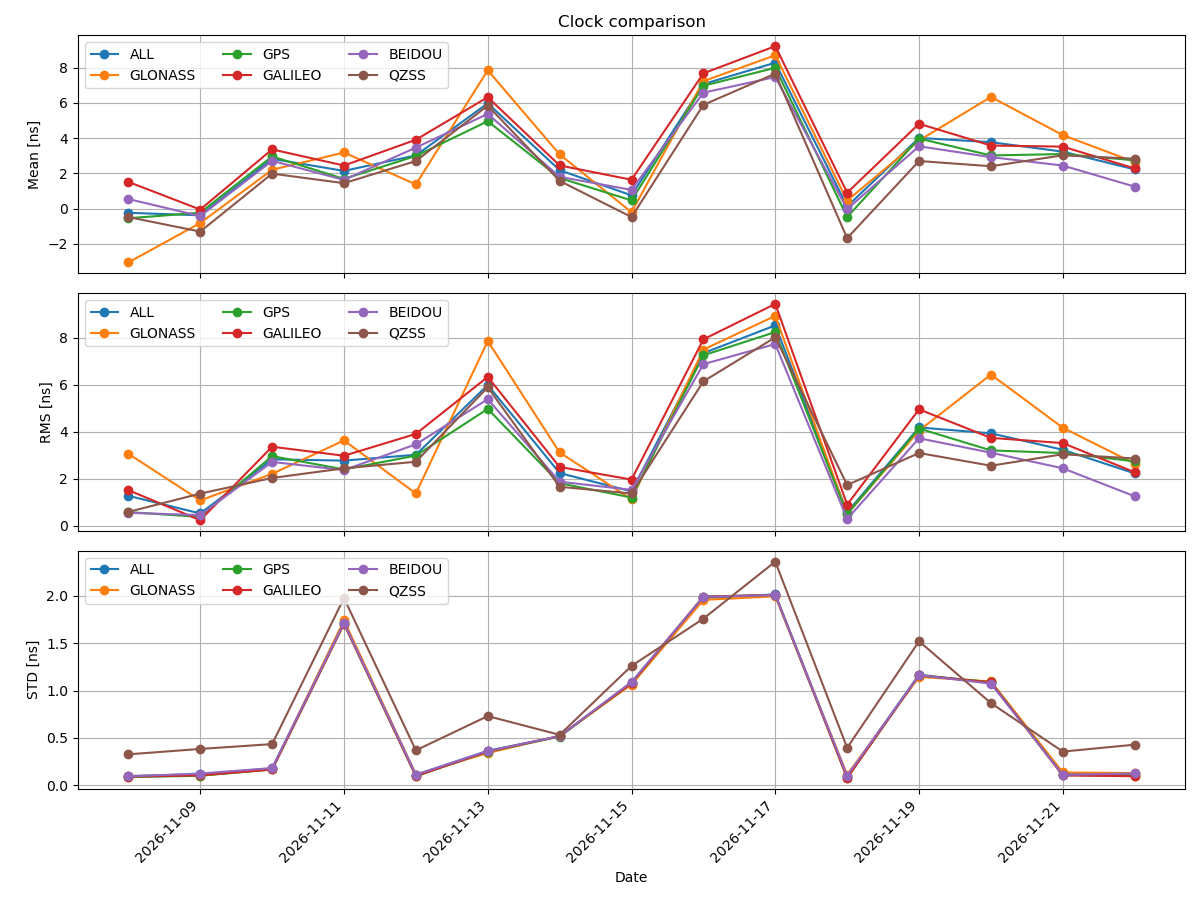 Clock comparison
ALL GPS BEIDOU
GLONASS GALILEO QZSS
Mean [ns]
8
6
4
2
0
−2
ALL GPS BEIDOU
GLONASS GALILEO QZSS
RMS [ns]
8
6
4
2
0
ALL GPS BEIDOU
GLONASS GALILEO QZSS
STD [ns]
2.0
1.5
1.0
0.5
0.0
2026-11-09 2026-11-11 2026-11-13 2026-11-15 2026-11-17 2026-11-19 2026-11-21
Date